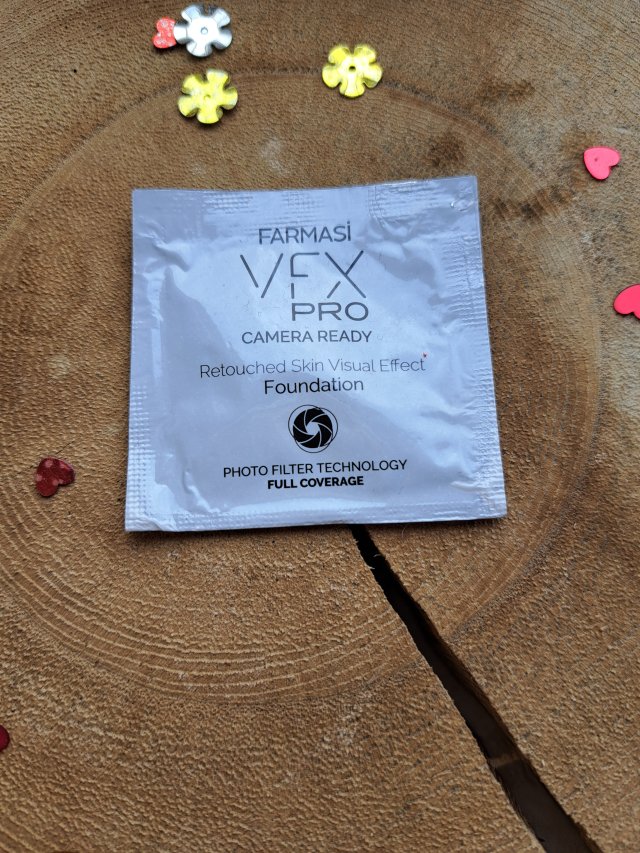 FARMASİ
VFX
PRO
CAMERA READY
Retouched Skin Visual Effect
Foundation
PHOTO FILTER TECHNOLOGY
FULL COVERAGE